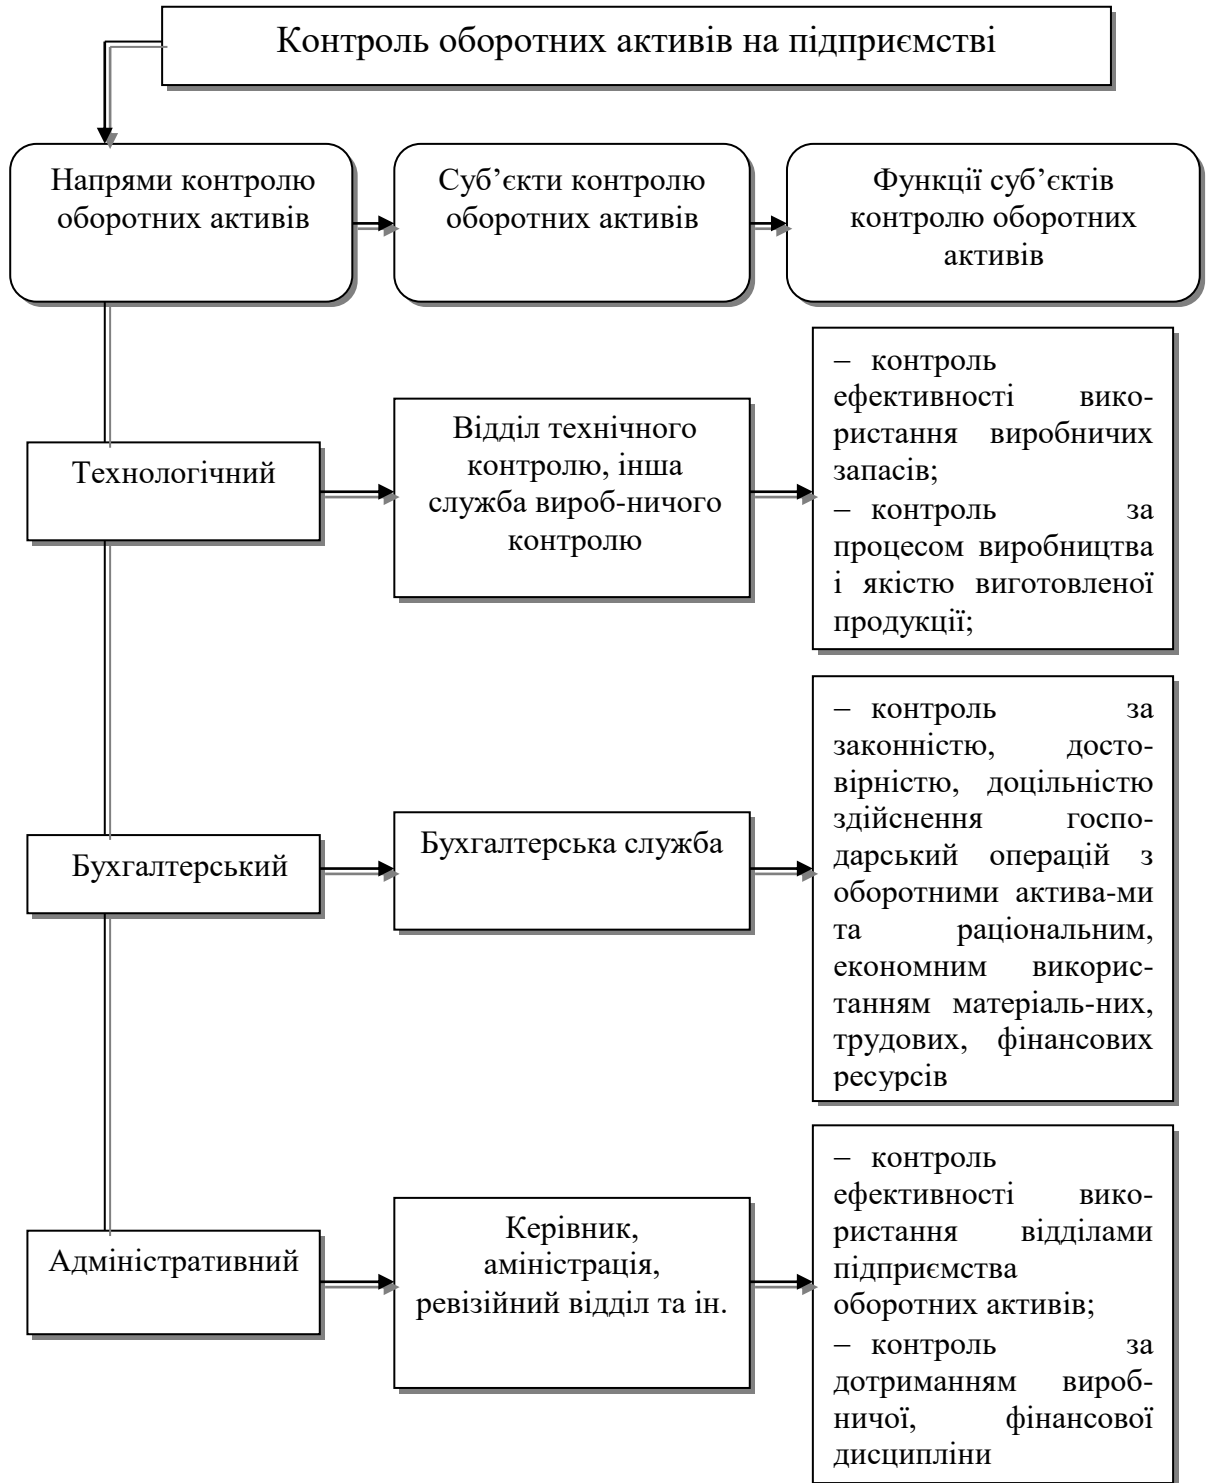 Контроль оборотних активів на підприємстві
Напрями контролю
оборотних активів
Суб’єкти контролю
оборотних активів
Функції суб’єктів
контролю оборотних
активів
Технологічний
Відділ технічного
контролю, інша
служба вироб-ничого
контролю
– контроль
ефективності вико-
ристання виробничих
запасів;
– контроль за
процесом виробництва
і якістю виготовленої
продукції;
Бухгалтерський
Бухгалтерська служба
– контроль за
законністю, досто-
вірністю, доцільністю
здійснення госпо-
дарський операцій з
оборотними актива-ми
та раціональним,
економним викорис-
танням матеріаль-них,
трудових, фінансових
ресурсів
Адміністративний
Керівник,
аміністрація,
ревізійний відділ та ін.
– контроль
ефективності вико-
ристання відділами
підприємства
оборотних активів;
– контроль за
дотриманням вироб-
ничої, фінансової
дисципліни